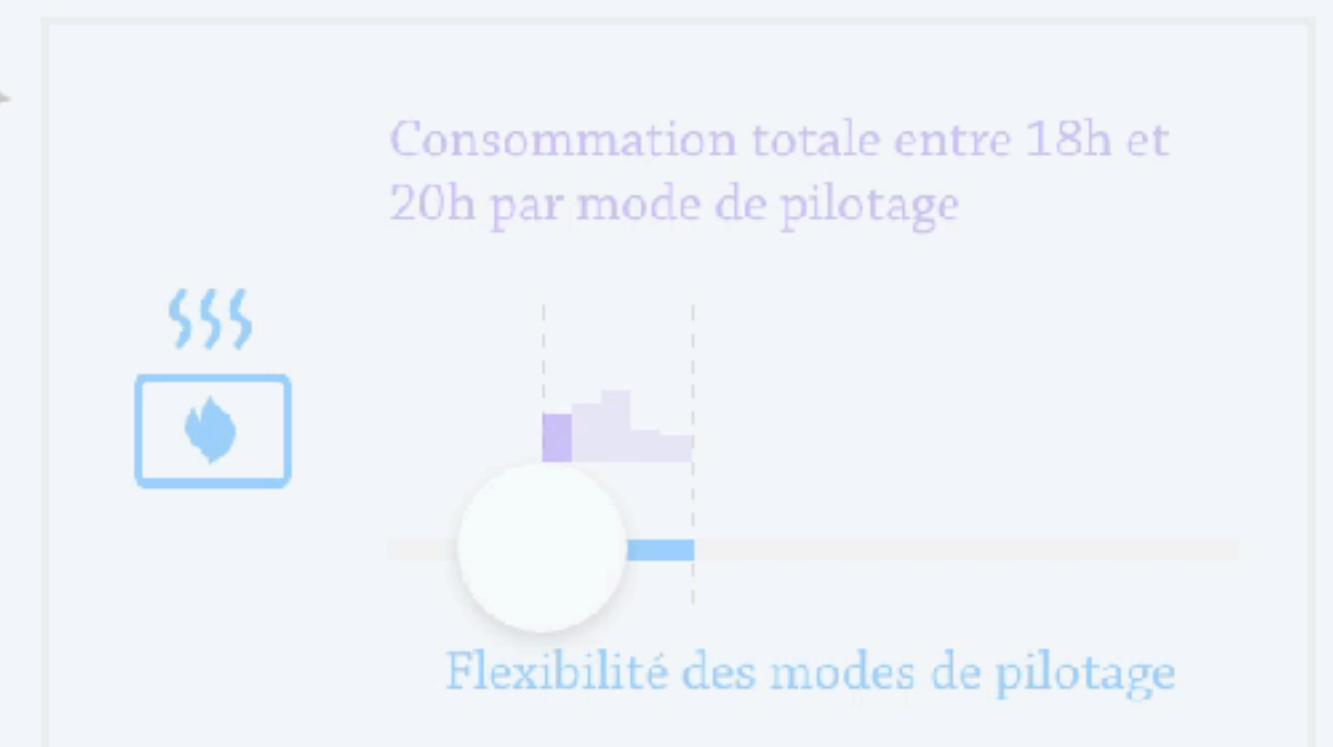 Consommation totale entre 18h et
20h par mode de pilotage
Flexibilité des modes de pilotage